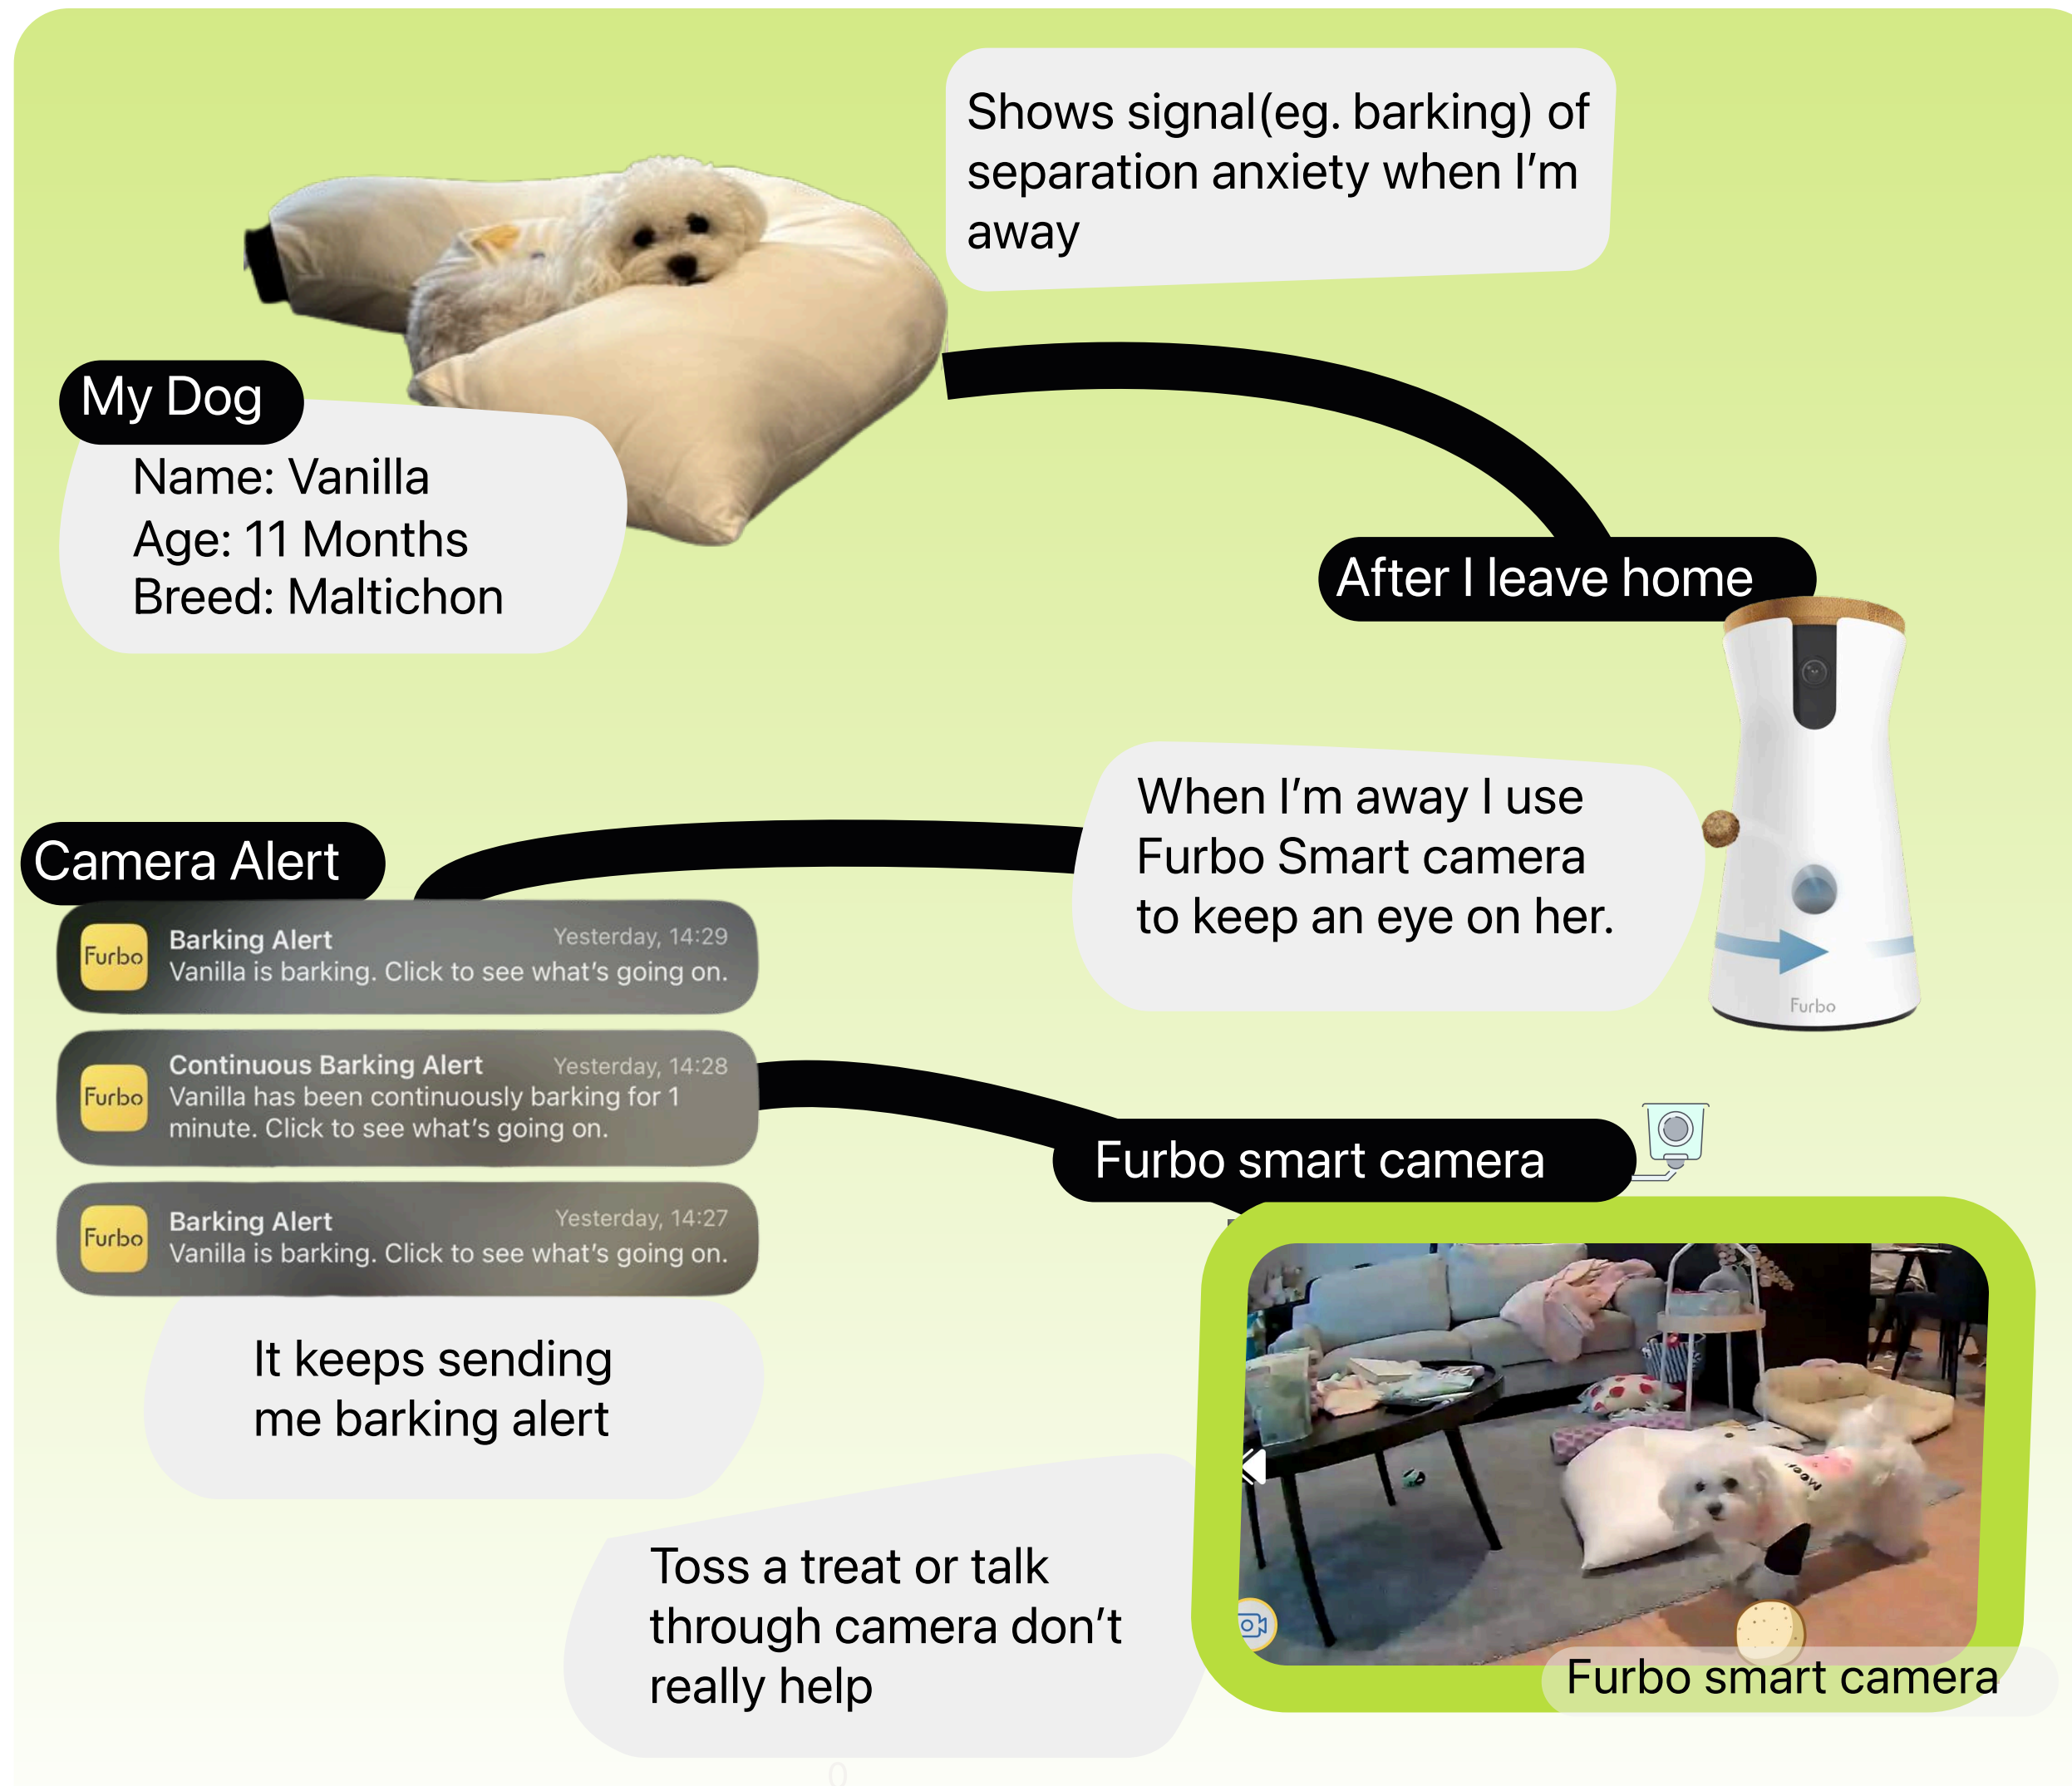 Shows signal(eg. barking) of
separation anxiety when I'm
away
My Dog
Name: Vanilla
Age: 11 Months
Breed: Maltichon
After I leave home
When I'm away I use
Furbo Smart camera
to keep an eye on her.
Furbo
Camera Alert
Furbo
Barking Alert
Yesterday, 14:29
Vanilla is barking. Click to see what's going on.
Furbo
Continuous Barking Alert
Yesterday, 14:28
Vanilla has been continuously barking for 1
minute. Click to see what's going on.
Furbo
Barking Alert
Yesterday, 14:27
Vanilla is barking. Click to see what's going on.
It keeps sending
me barking alert
Furbo smart camera
Toss a treat or talk
through camera don't
really help
Furbo smart camera
0